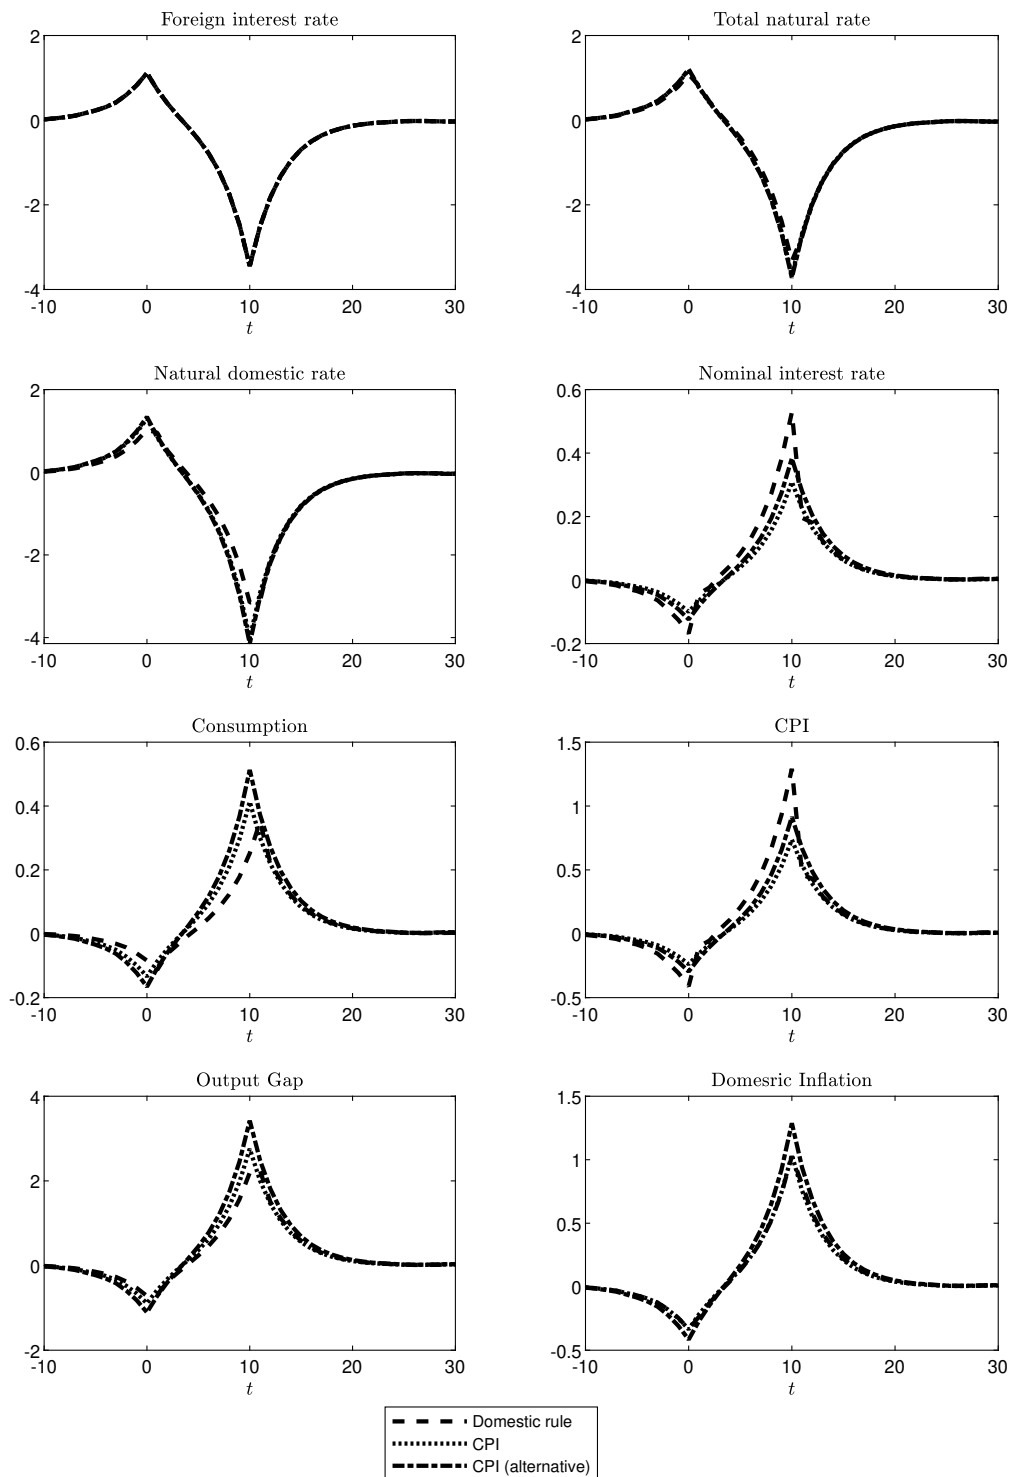 Foreign interest rate
2
0
-2
-4
-10 0 10 20 30
t
Total natural rate
2
0
-2
-4
-10 0 10 20 30
t
Natural domestic rate
2
0
-2
-4
-10 0 10 20 30
t
Nominal interest rate
0.6
0.4
0.2
0
-0.2
-10 0 10 20 30
t
Consumption
0.6
0.4
0.2
0
-0.2
-10 0 10 20 30
t
CPI
1.5
1
0.5
0
-0.5
-10 0 10 20 30
t
Output Gap
4
2
0
-2
-10 0 10 20 30
t
Domesric Inflation
1.5
1
0.5
0
-0.5
-10 0 10 20 30
t
Domestic rule
CPI
CPI (alternative)